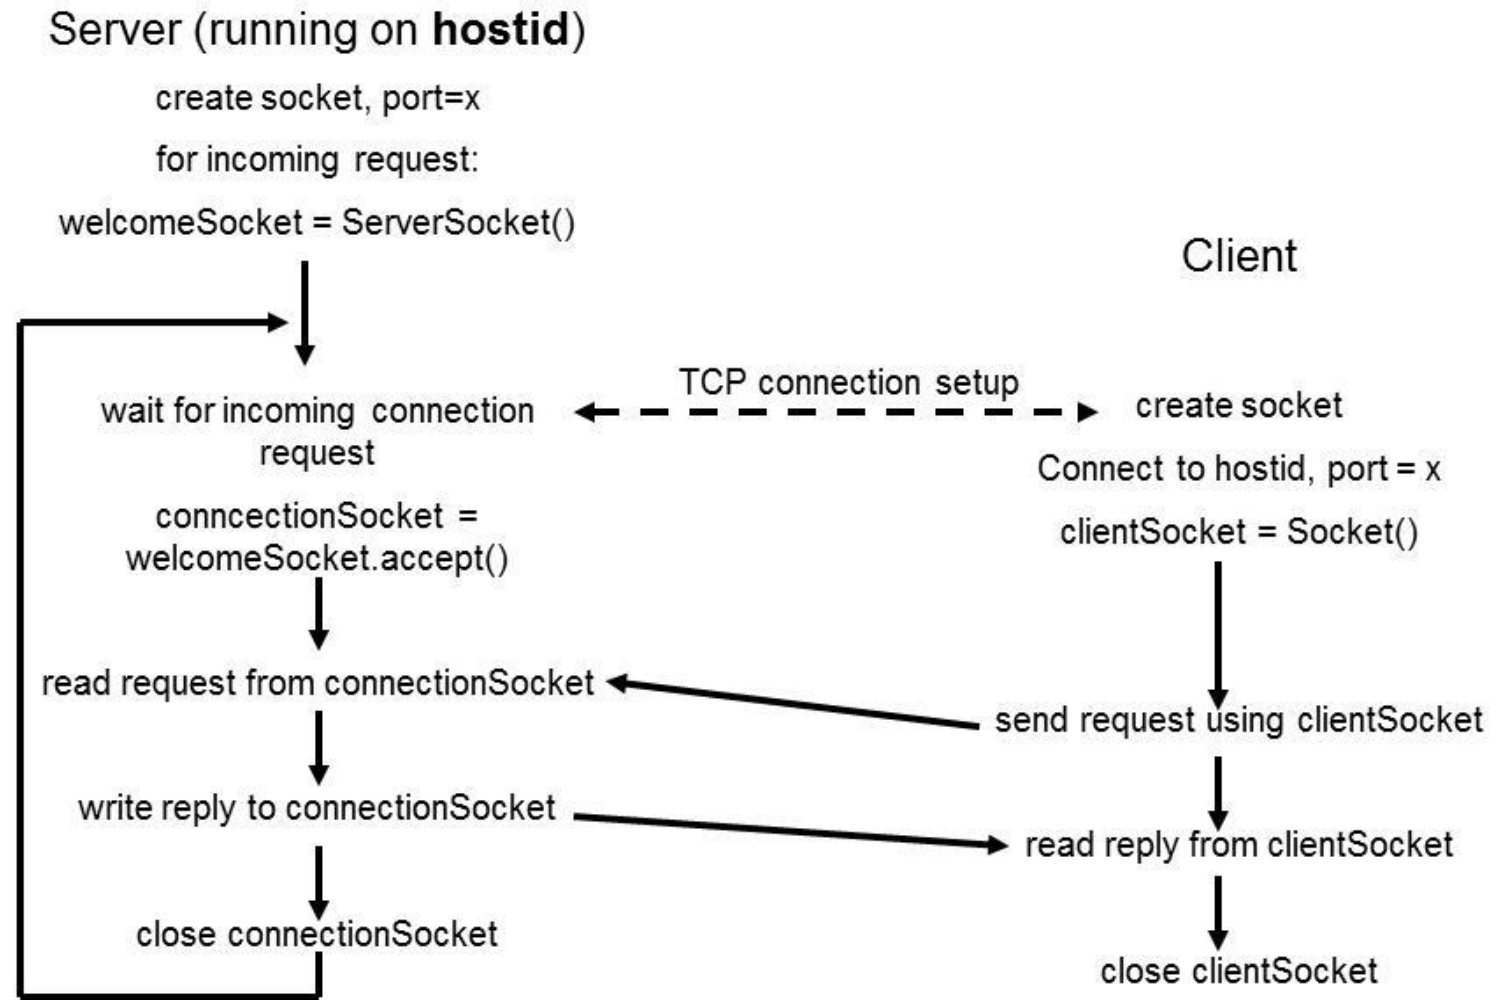 Server (running on hostid)
create socket, port=x
for incoming request:
welcomeSocket = ServerSocket()
Client
TCP connection setup
wait for incoming connection
request
create socket
Connect to hostid, port = x
conncectionSocket =
welcomeSocket.accept()
clientSocket = Socket()
read request from connectionSocket
send request using clientSocket
write reply to connectionSocket
read reply from clientSocket
close connectionSocket
close clientSocket